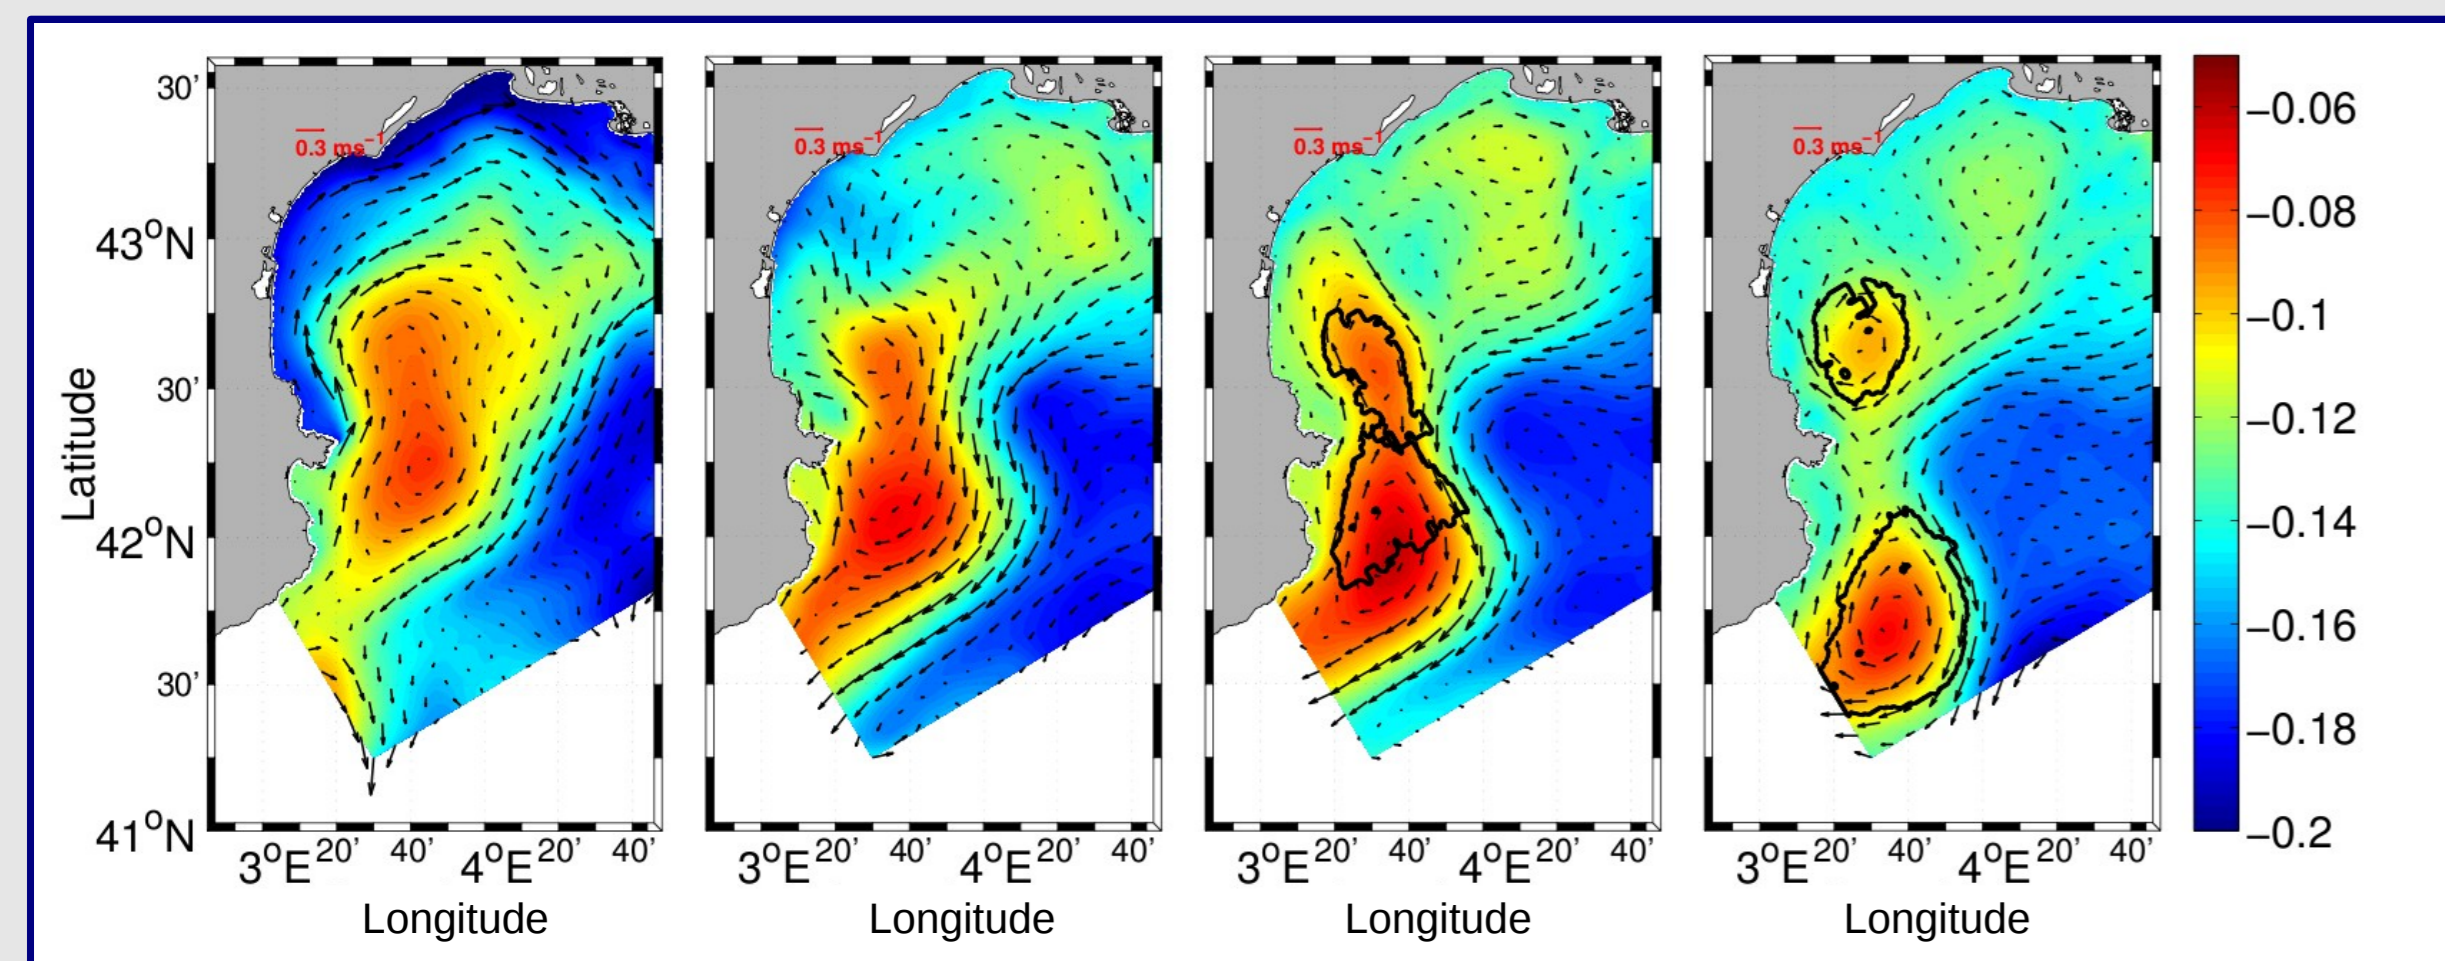 30’
43°N
30’
42°N
30’
41°N
Latitude
0.3 ms⁻¹
0.3 ms⁻¹
0.3 ms⁻¹
0.3 ms⁻¹
3°E 20’ 40’ 4°E 20’ 40’
3°E 20’ 40’ 4°E 20’ 40’
3°E 20’ 40’ 4°E 20’ 40’
3°E 20’ 40’ 4°E 20’ 40’
Longitude
Longitude
Longitude
Longitude
−0.06
−0.08
−0.1
−0.12
−0.14
−0.16
−0.18
−0.2